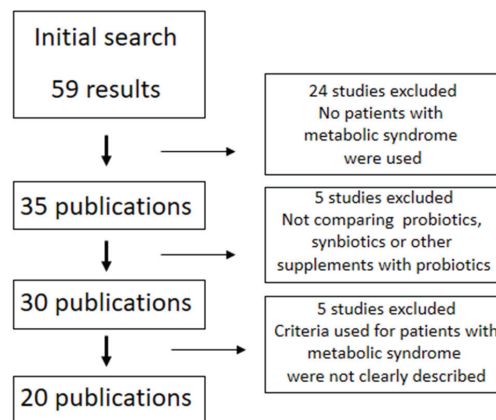 Initial search
59 results
24 studies excluded
No patients with
metabolic syndrome
were used
35 publications
5 studies excluded
Not comparing probiotics,
synbiotics or other
supplements with probiotics
30 publications
5 studies excluded
Criteria used for patients with
metabolic syndrome
were not clearly described
20 publications